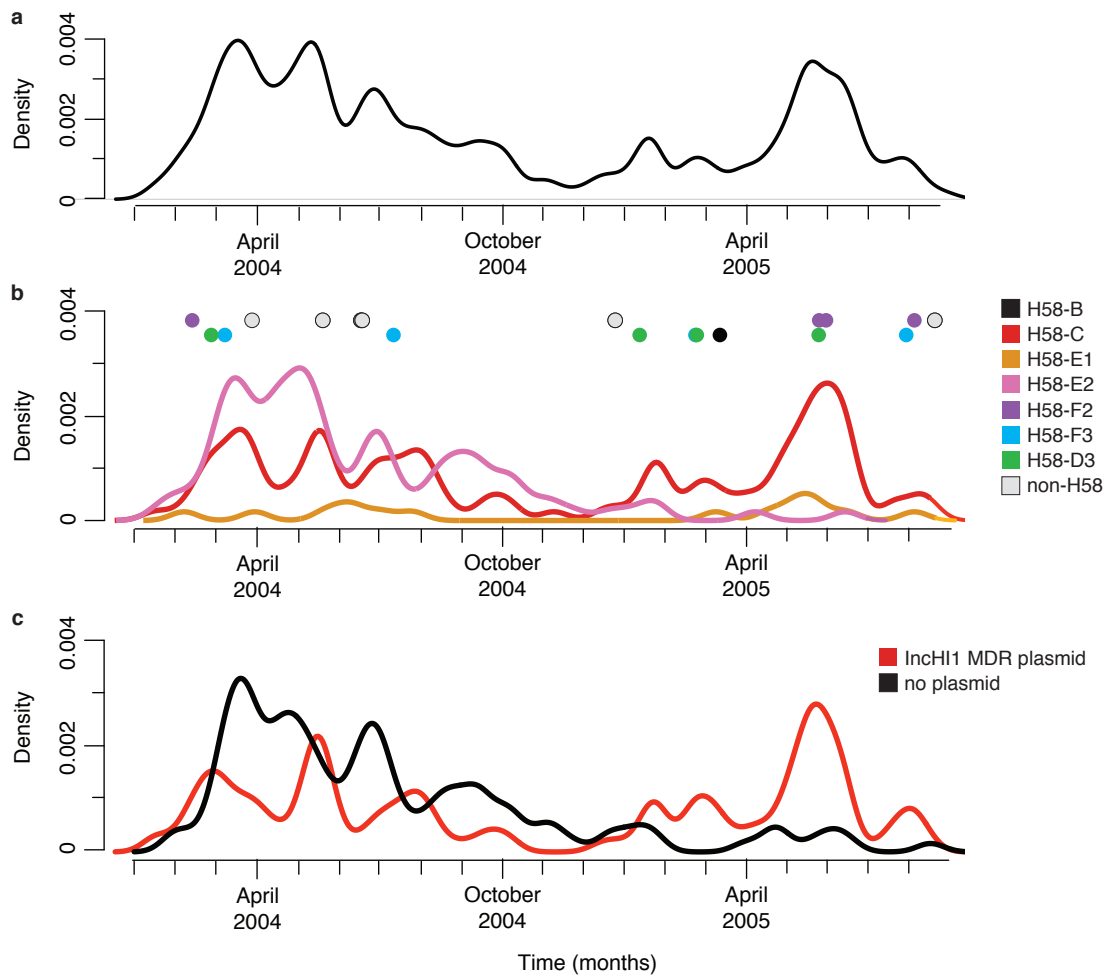 a
Density
0.004
0.002
0
April
2004
October
2004
April
2005
b
Density
0.004
0.002
0
April
2004
October
2004
April
2005
H58-B
H58-C
H58-E1
H58-E2
H58-F2
H58-F3
H58-D3
non-H58
c
Density
0.004
0.002
0
April
2004
October
2004
April
2005
IncHI1 MDR plasmid
no plasmid
Time (months)